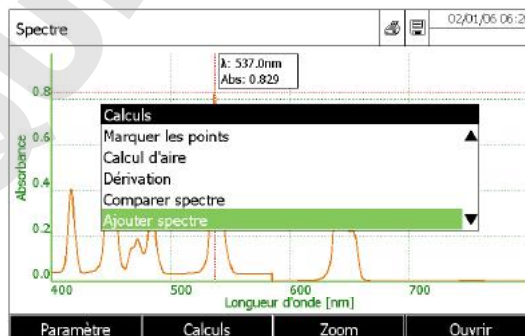 Spectre
02/01/06 06:2
λ: 537.0nm
Abs: 0.829
Calculs
Marquer les points
Calcul d'aire
Dérivation
Comparer spectre
Ajouter spectre
Absorbance
0.8
0.6
0.4
0.2
0.0
400 500 600 700
Longueur d'onde [nm]
Paramètre Calculs Zoom Ouvrir